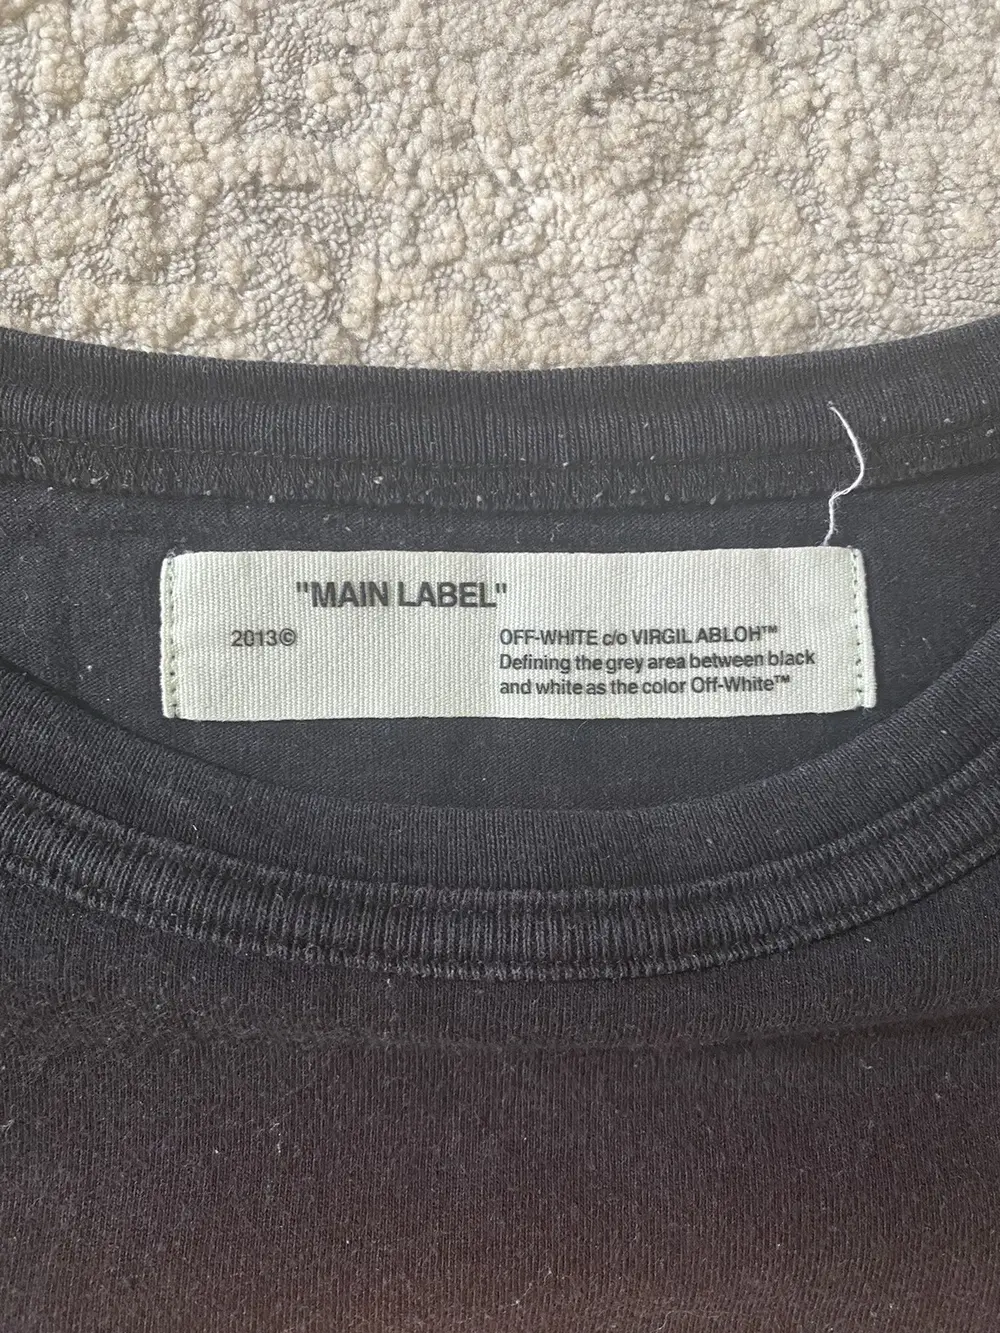 "MAIN LABEL"
2013©
OFF-WHITE c/o VIRGIL ABLOH™
Defining the grey area between black
and white as the color Off-White™